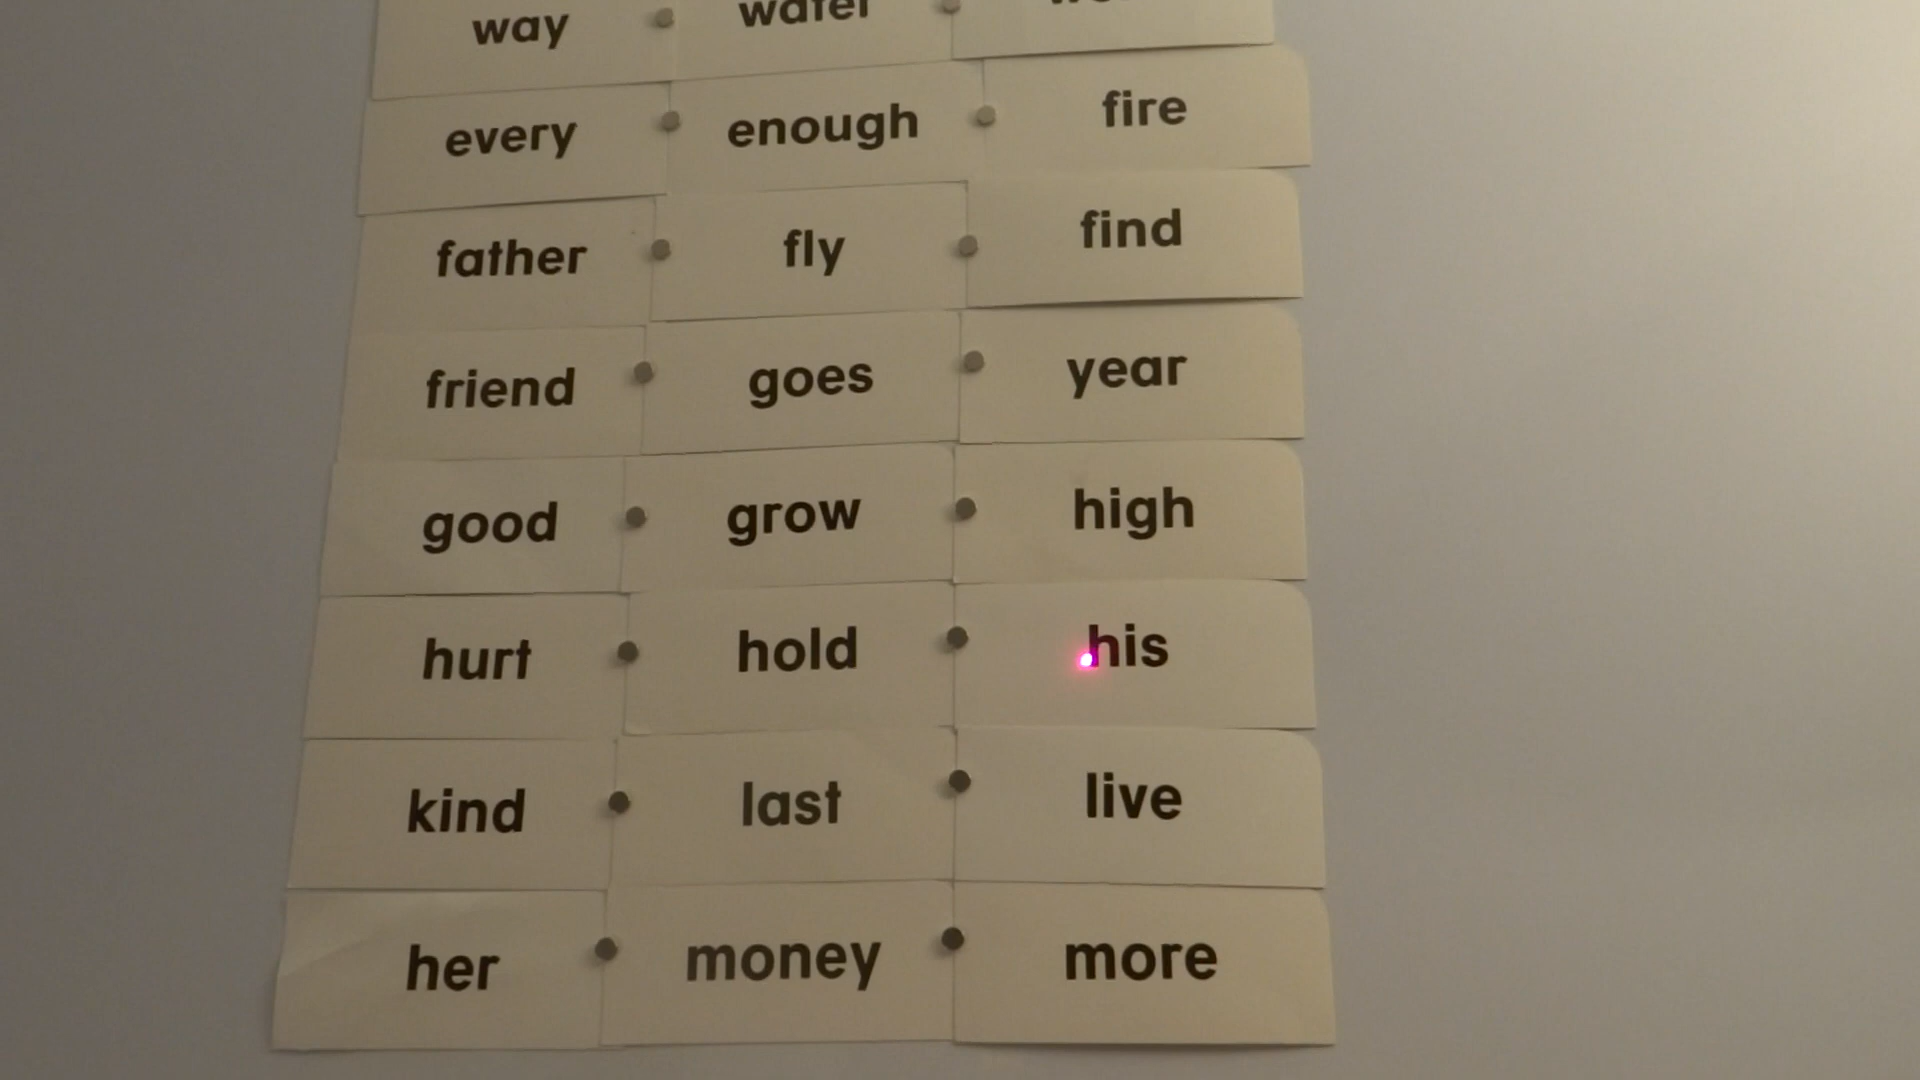 way water
every enough fire
father fly find
friend goes year
good grow high
hurt hold his
kind last live
her money more